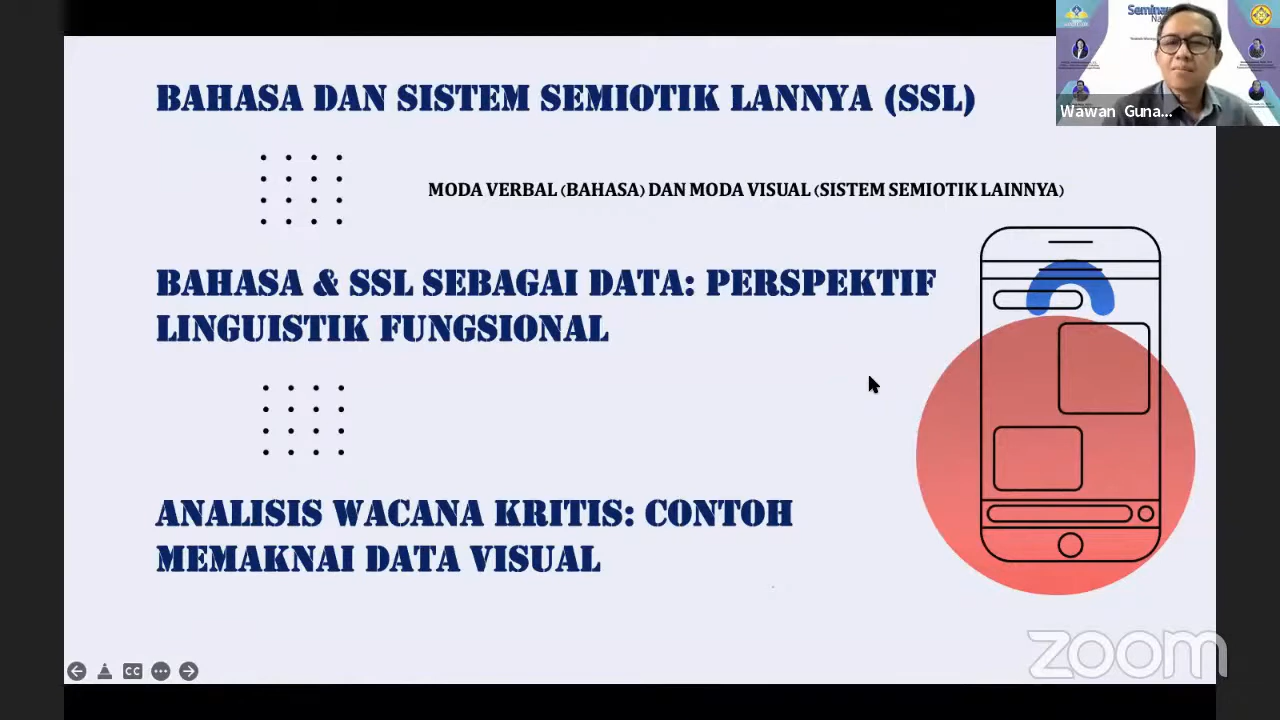 BAHASA DAN SISTEM SEMIOTIK LANNYA (SSL)
MODA VERBAL (BAHASA) DAN MODA VISUAL (SISTEM SEMIOTIK LAINNYA)
BAHASA & SSL SEBAGAI DATA: PERSPEKTIF
LINGUISTIK FUNGSIONAL
ANALISIS WACANA KRITIS: CONTOH
MEMAKNAI DATA VISUAL
Wawan Guna...
CC
zoom